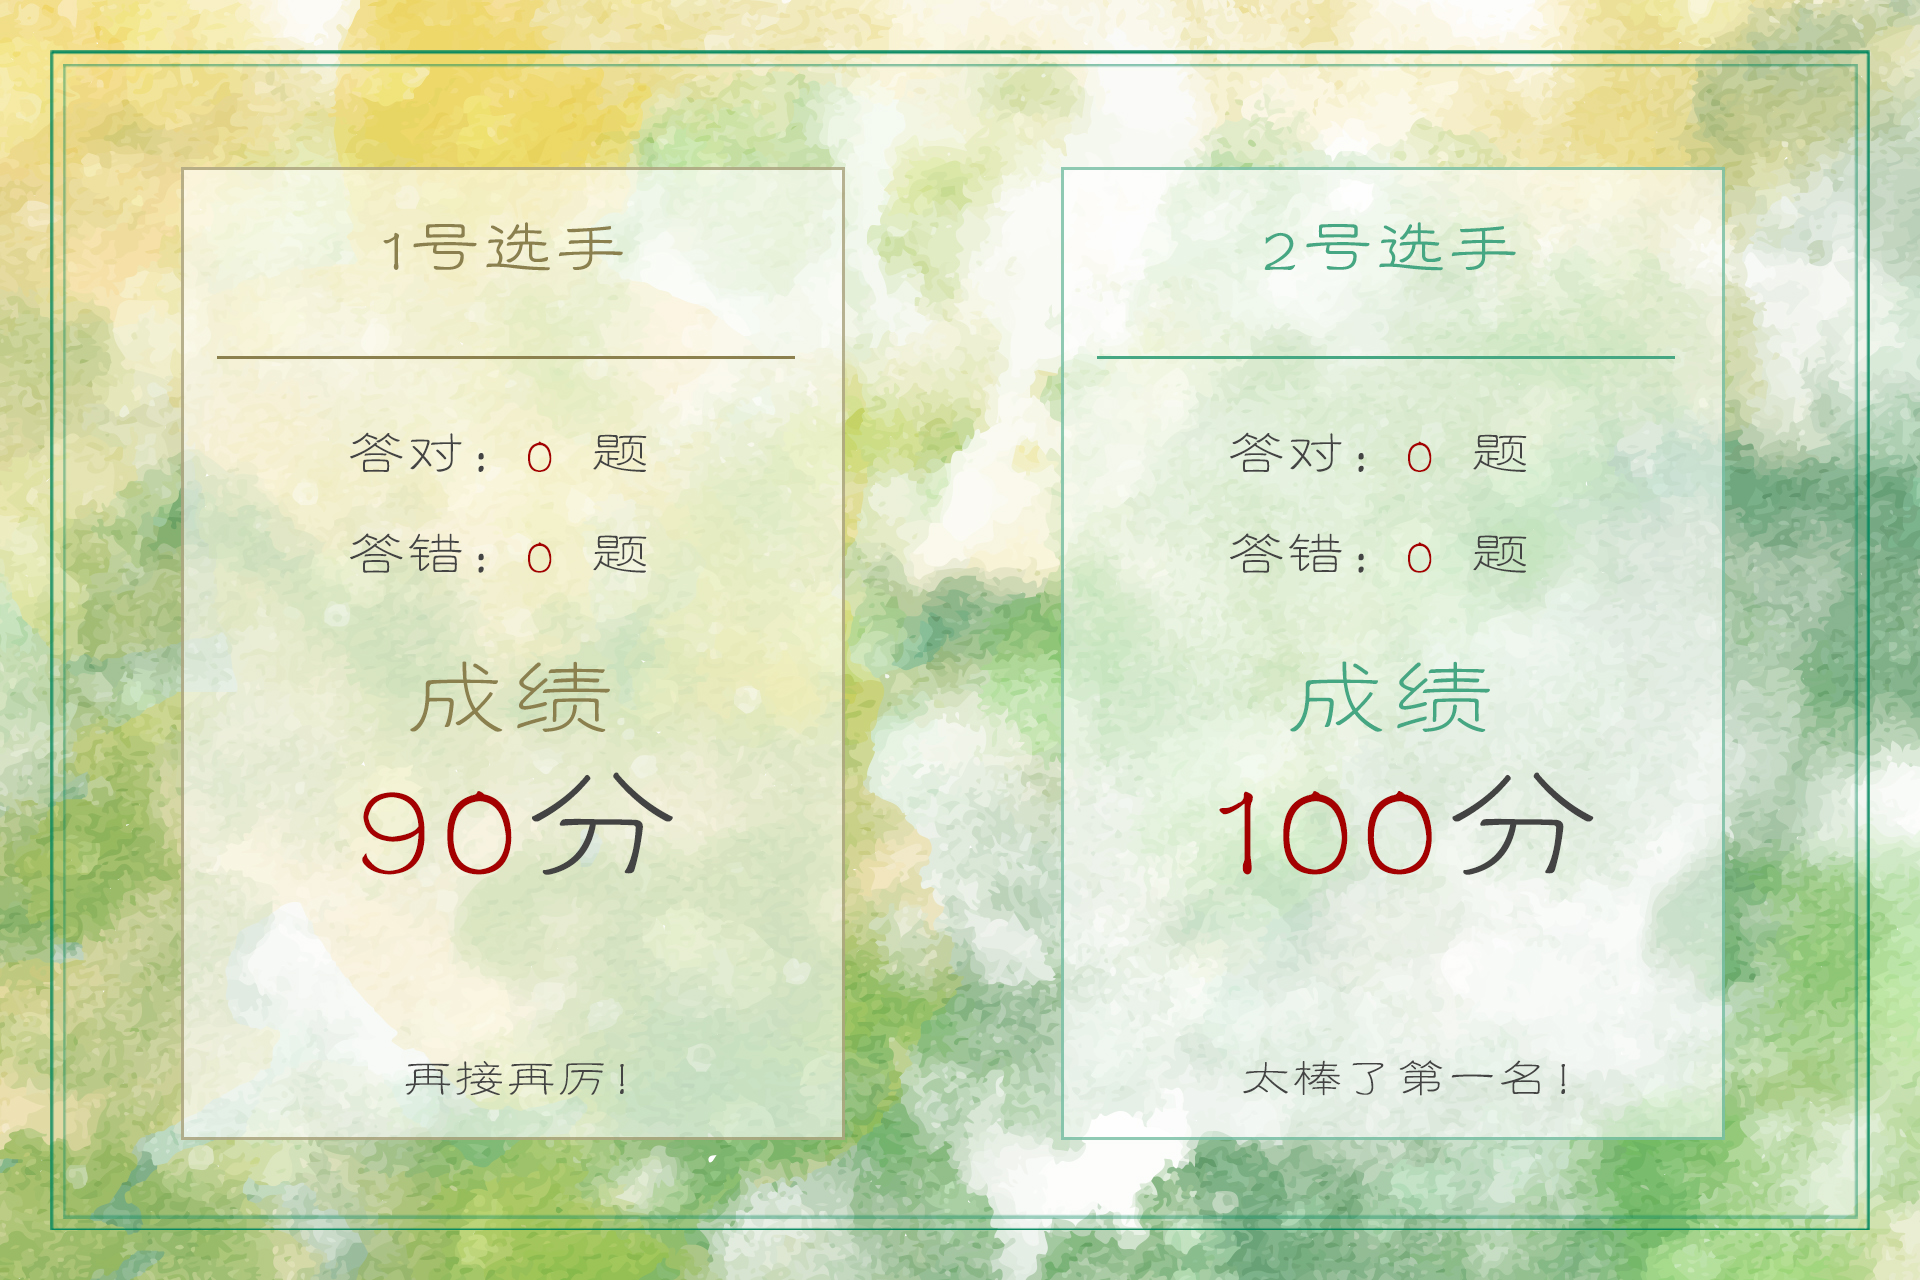 1号选手
答对：0 题
答错：0 题
成绩
90分
再接再厉！
2号选手
答对：0 题
答错：0 题
成绩
100分
太棒了第一名！